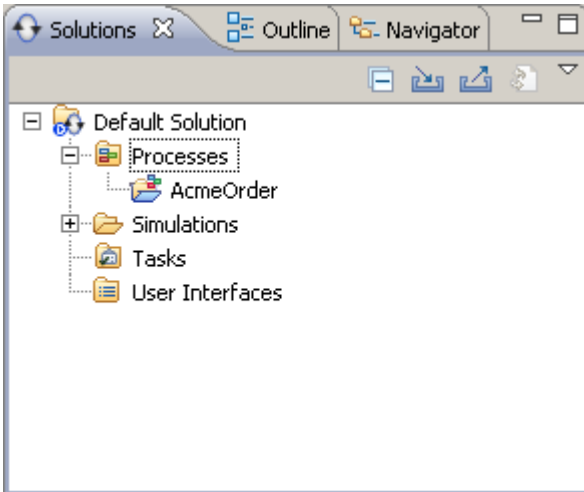 Solutions Outline Navigator
Default Solution
Processes
AcmeOrder
Simulations
Tasks
User Interfaces